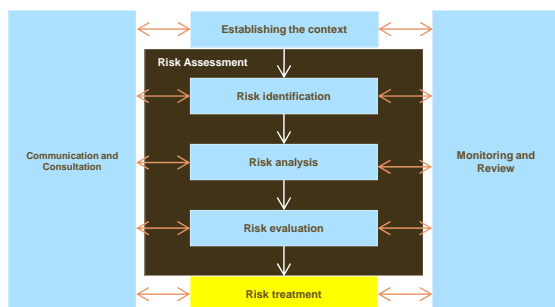 Establishing the context
Risk Assessment
Risk identification
Communication and
Consultation
Risk analysis
Monitoring and
Review
Risk evaluation
Risk treatment